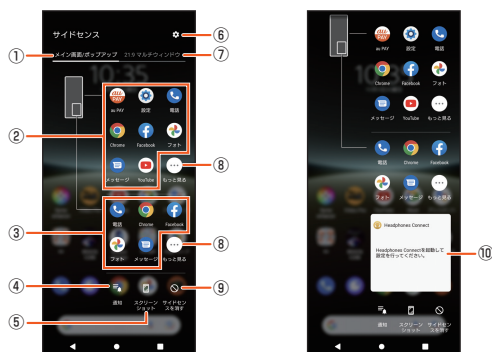 サイドセンス
⑥
① メイン画面/ポップアップ 21:9 マルチウィンドウ ⑦
10:35
au PAY
au PAY 設定 電話
②
Chrome Facebook フォト
メッセージ YouTube もっと見る ⑧
③
電話 Chrome Facebook
フォト メッセージ もっと見る ⑧
④ ⑨
通知 スクリーンショット サイドセンスを消す
⑤
au PAY
au PAY 設定 電話
Chrome Facebook フォト
メッセージ YouTube もっと見る
電話 Chrome Facebook
フォト メッセージ もっと見る
Headphones Connect
Headphones Connectを起動して
設定を行ってください。
⑩
通知 スクリーンショット サイドセンスを消す